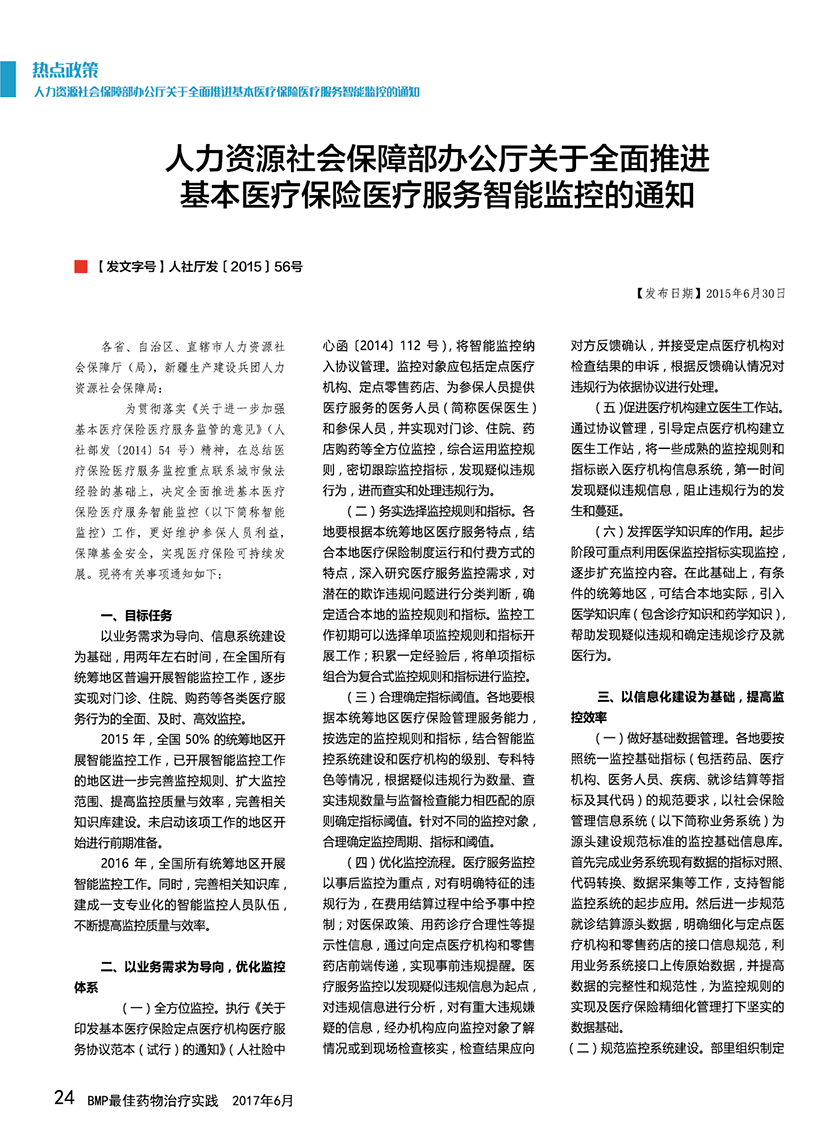 热点政策
人力资源社会保障部办公厅关于全面推进基本医疗保险医疗服务智能监控的通知
人力资源社会保障部办公厅关于全面推进
基本医疗保险医疗服务智能监控的通知
【发文字号】人社厅发〔2015〕56号
【发布日期】2015年6月30日
各省、自治区、直辖市人力资源社
会保障厅（局），新疆生产建设兵团人力
资源社会保障局：
为贯彻落实《关于进一步加强
基本医疗保险医疗服务监管的意见》（人
社部发〔2014〕54 号）精神，在总结医
疗保险医疗服务监控重点联系城市做法
经验的基础上，决定全面推进基本医疗
保险医疗服务智能监控（以下简称智能
监控）工作，更好维护参保人员利益，
保障基金安全，实现医疗保险可持续发
展。现将有关事项通知如下：
一、目标任务
以业务需求为导向、信息系统建设
为基础，用两年左右时间，在全国所有
统筹地区普遍开展智能监控工作，逐步
实现对门诊、住院、购药等各类医疗服
务行为的全面、及时、高效监控。
2015 年，全国 50% 的统筹地区开
展智能监控工作，已开展智能监控工作
的地区进一步完善监控规则、扩大监控
范围、提高监控质量与效率，完善相关
知识库建设。未启动该项工作的地区开
始进行前期准备。
2016 年，全国所有统筹地区开展
智能监控工作。同时，完善相关知识库，
建成一支专业化的智能监控人员队伍，
不断提高监控质量与效率。
二、以业务需求为导向，优化监控
体系
（一）全方位监控。执行《关于
印发基本医疗保险定点医疗机构医疗服
务协议范本（试行）的通知》（人社险中
心函〔2014〕112 号），将智能监控纳
入协议管理。监控对象应包括定点医疗
机构、定点零售药店、为参保人员提供
医疗服务的医务人员（简称医保医生）
和参保人员，并实现对门诊、住院、药
店购药等全方位监控，综合运用监控规
则，密切跟踪监控指标，发现疑似违规
行为，进而查实和处理违规行为。
（二）务实选择监控规则和指标。各
地要根据本统筹地区医疗服务特点，结
合本地医疗保险制度运行和付费方式的
特点，深入研究医疗服务监控需求，对
潜在的欺诈违规问题进行分类判断，确
定适合本地的监控规则和指标。监控工
作初期可以选择单项监控规则和指标开
展工作；积累一定经验后，将单项指标
组合为复合式监控规则和指标进行监控。
（三）合理确定指标阈值。各地要根
据本统筹地区医疗保险管理服务能力，
按选定的监控规则和指标，结合智能监
控系统建设和医疗机构的级别、专科特
色等情况，根据疑似违规行为数量、查
实违规数量与监督检查能力相匹配的原
则确定指标阈值。针对不同的监控对象，
合理确定监控周期、指标和阈值。
（四）优化监控流程。医疗服务监控
以事后监控为重点，对有明确特征的违
规行为，在费用结算过程中给予事中控
制；对医保政策、用药诊疗合理性等提
示性信息，通过向定点医疗机构和零售
药店前端传递，实现事前违规提醒。医
疗服务监控以发现疑似违规信息为起点，
对违规信息进行分析，对有重大违规嫌
疑的信息，经办机构应向监控对象了解
情况或到现场检查核实，检查结果应向
对方反馈确认，并接受定点医疗机构对
检查结果的申诉，根据反馈确认情况对
违规行为依据协议进行处理。
（五）促进医疗机构建立医生工作站。
通过协议管理，引导定点医疗机构建立
医生工作站，将一些成熟的监控规则和
指标嵌入医疗机构信息系统，第一时间
发现疑似违规信息，阻止违规行为的发
生和蔓延。
（六）发挥医学知识库的作用。起步
阶段可重点利用医保监控指标实现监控，
逐步扩充监控内容。在此基础上，有条
件的统筹地区，可结合本地实际，引入
医学知识库（包含诊疗知识和药学知识），
帮助发现疑似违规和确定违规诊疗及就
医行为。
三、以信息化建设为基础，提高监
控效率
（一）做好基础数据管理。各地要按
照统一监控基础指标（包括药品、医疗
机构、医务人员、疾病、就诊结算等指
标及其代码）的规范要求，以社会保险
管理信息系统（以下简称业务系统）为
源头建设规范标准的监控基础信息库。
首先完成业务系统现有数据的指标对照、
代码转换、数据采集等工作，支持智能
监控系统的起步应用。然后进一步规范
就诊结算源头数据，明确细化与定点医
疗机构和零售药店的接口信息规范，利
用业务系统接口上传原始数据，并提高
数据的完整性和规范性，为监控规则的
实现及医疗保险精细化管理打下坚实的
数据基础。
（二）规范监控系统建设。部里组织制定
24 BMP最佳药物治疗实践 2017年6月